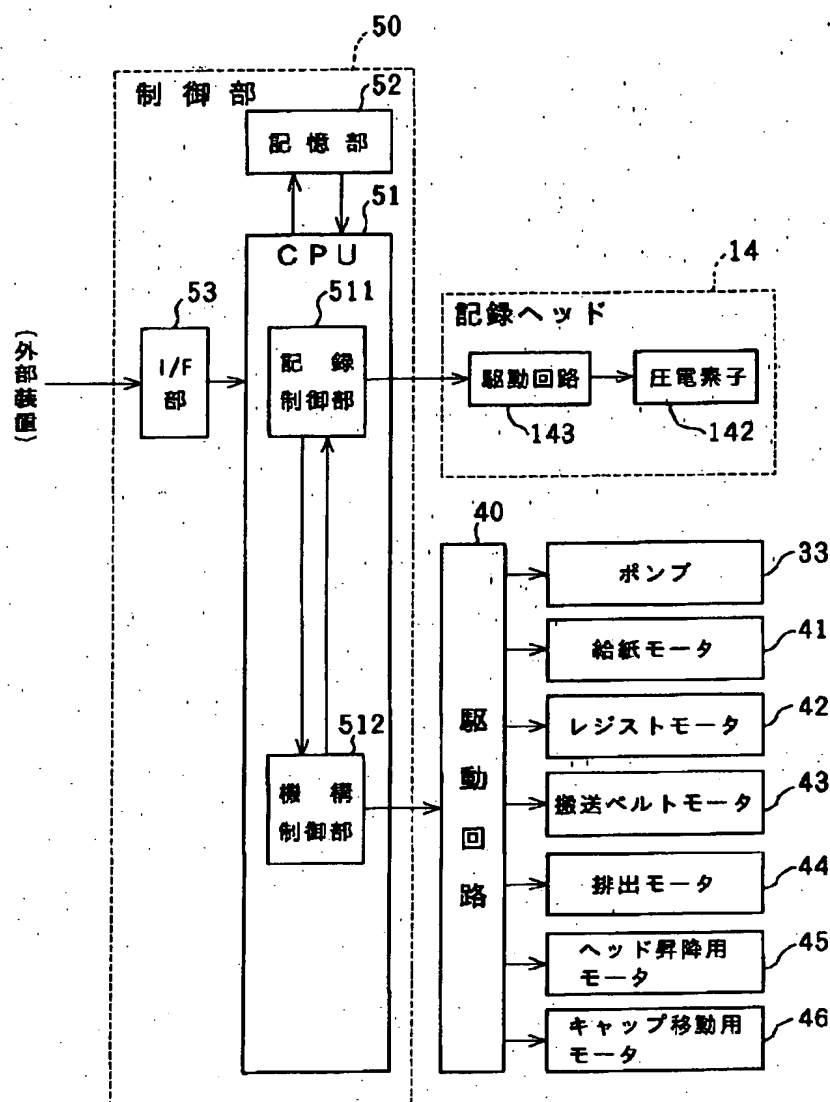 50
制御部
52
記憶部
51
CPU
53
I/F
部
(外部装置)
511
記録
制御部
14
記録ヘッド
駆動回路
圧電素子
143
142
512
機構
制御部
40
駆動回路
ポンプ
33
給紙モータ
41
レジストモータ
42
搬送ベルトモータ
43
排出モータ
44
ヘッド昇降用
モータ
45
キャップ移動用
モータ
46